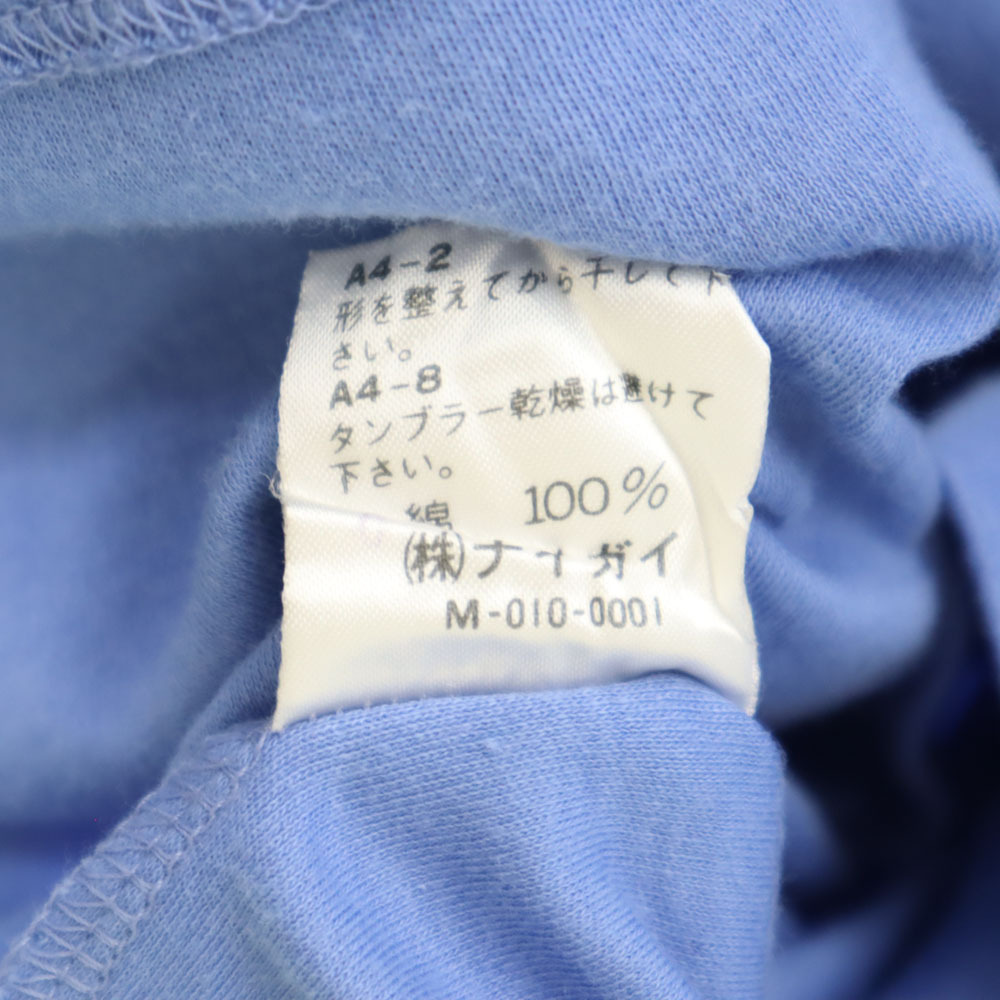 A4-2
形を整えてから干して下
さい。
A4-8
タンブラー乾燥は避けて
下さい。
綿 100%
(株)ナイガイ
M-010-0001